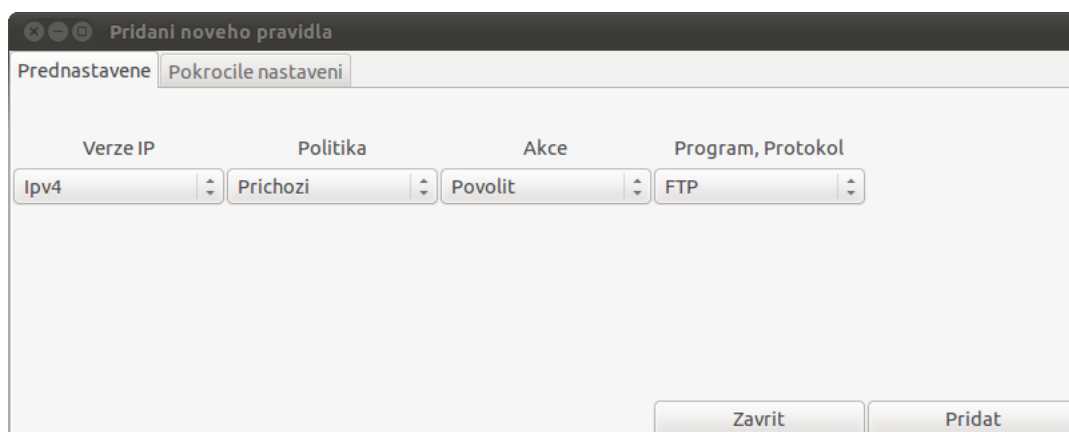 Pridani noveho pravidla
Prednastavene Pokrocile nastaveni
Verze IP Politika Akce Program, Protokol
Ipv4 Prichozi Povolit FTP
Zavrit Pridat